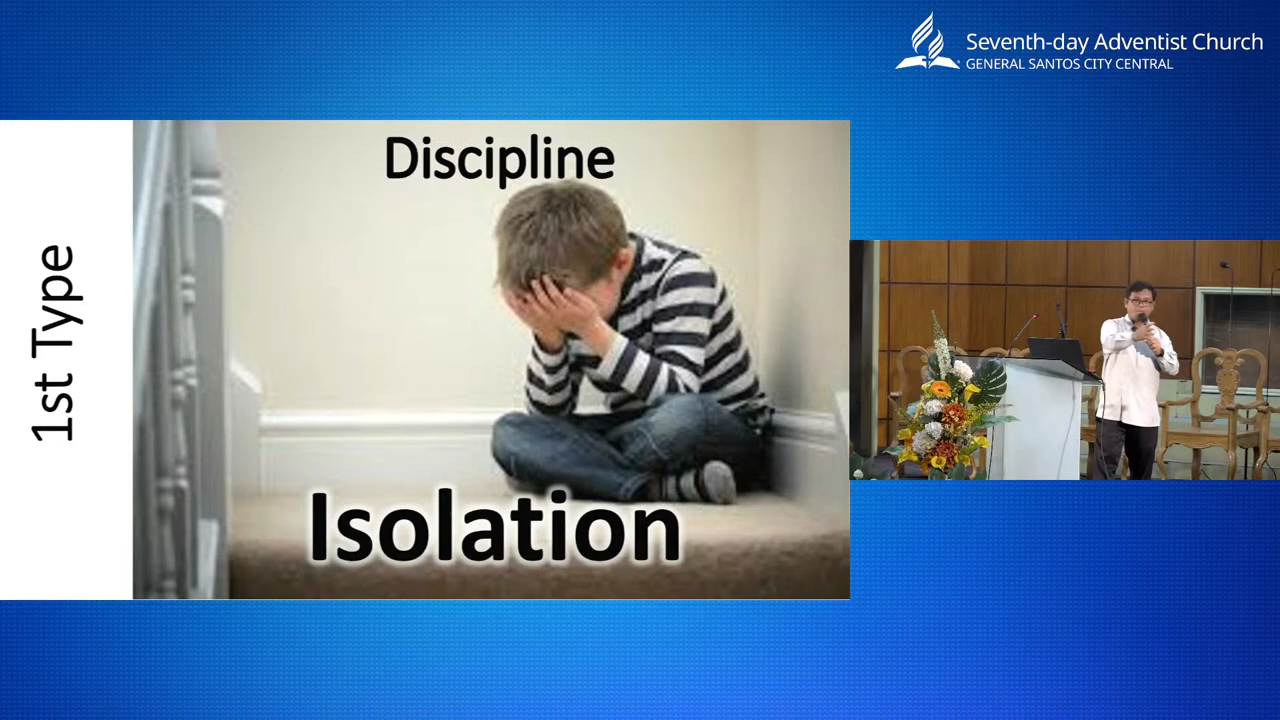 Seventh-day Adventist Church
GENERAL SANTOS CITY CENTRAL
1st Type
Discipline
Isolation